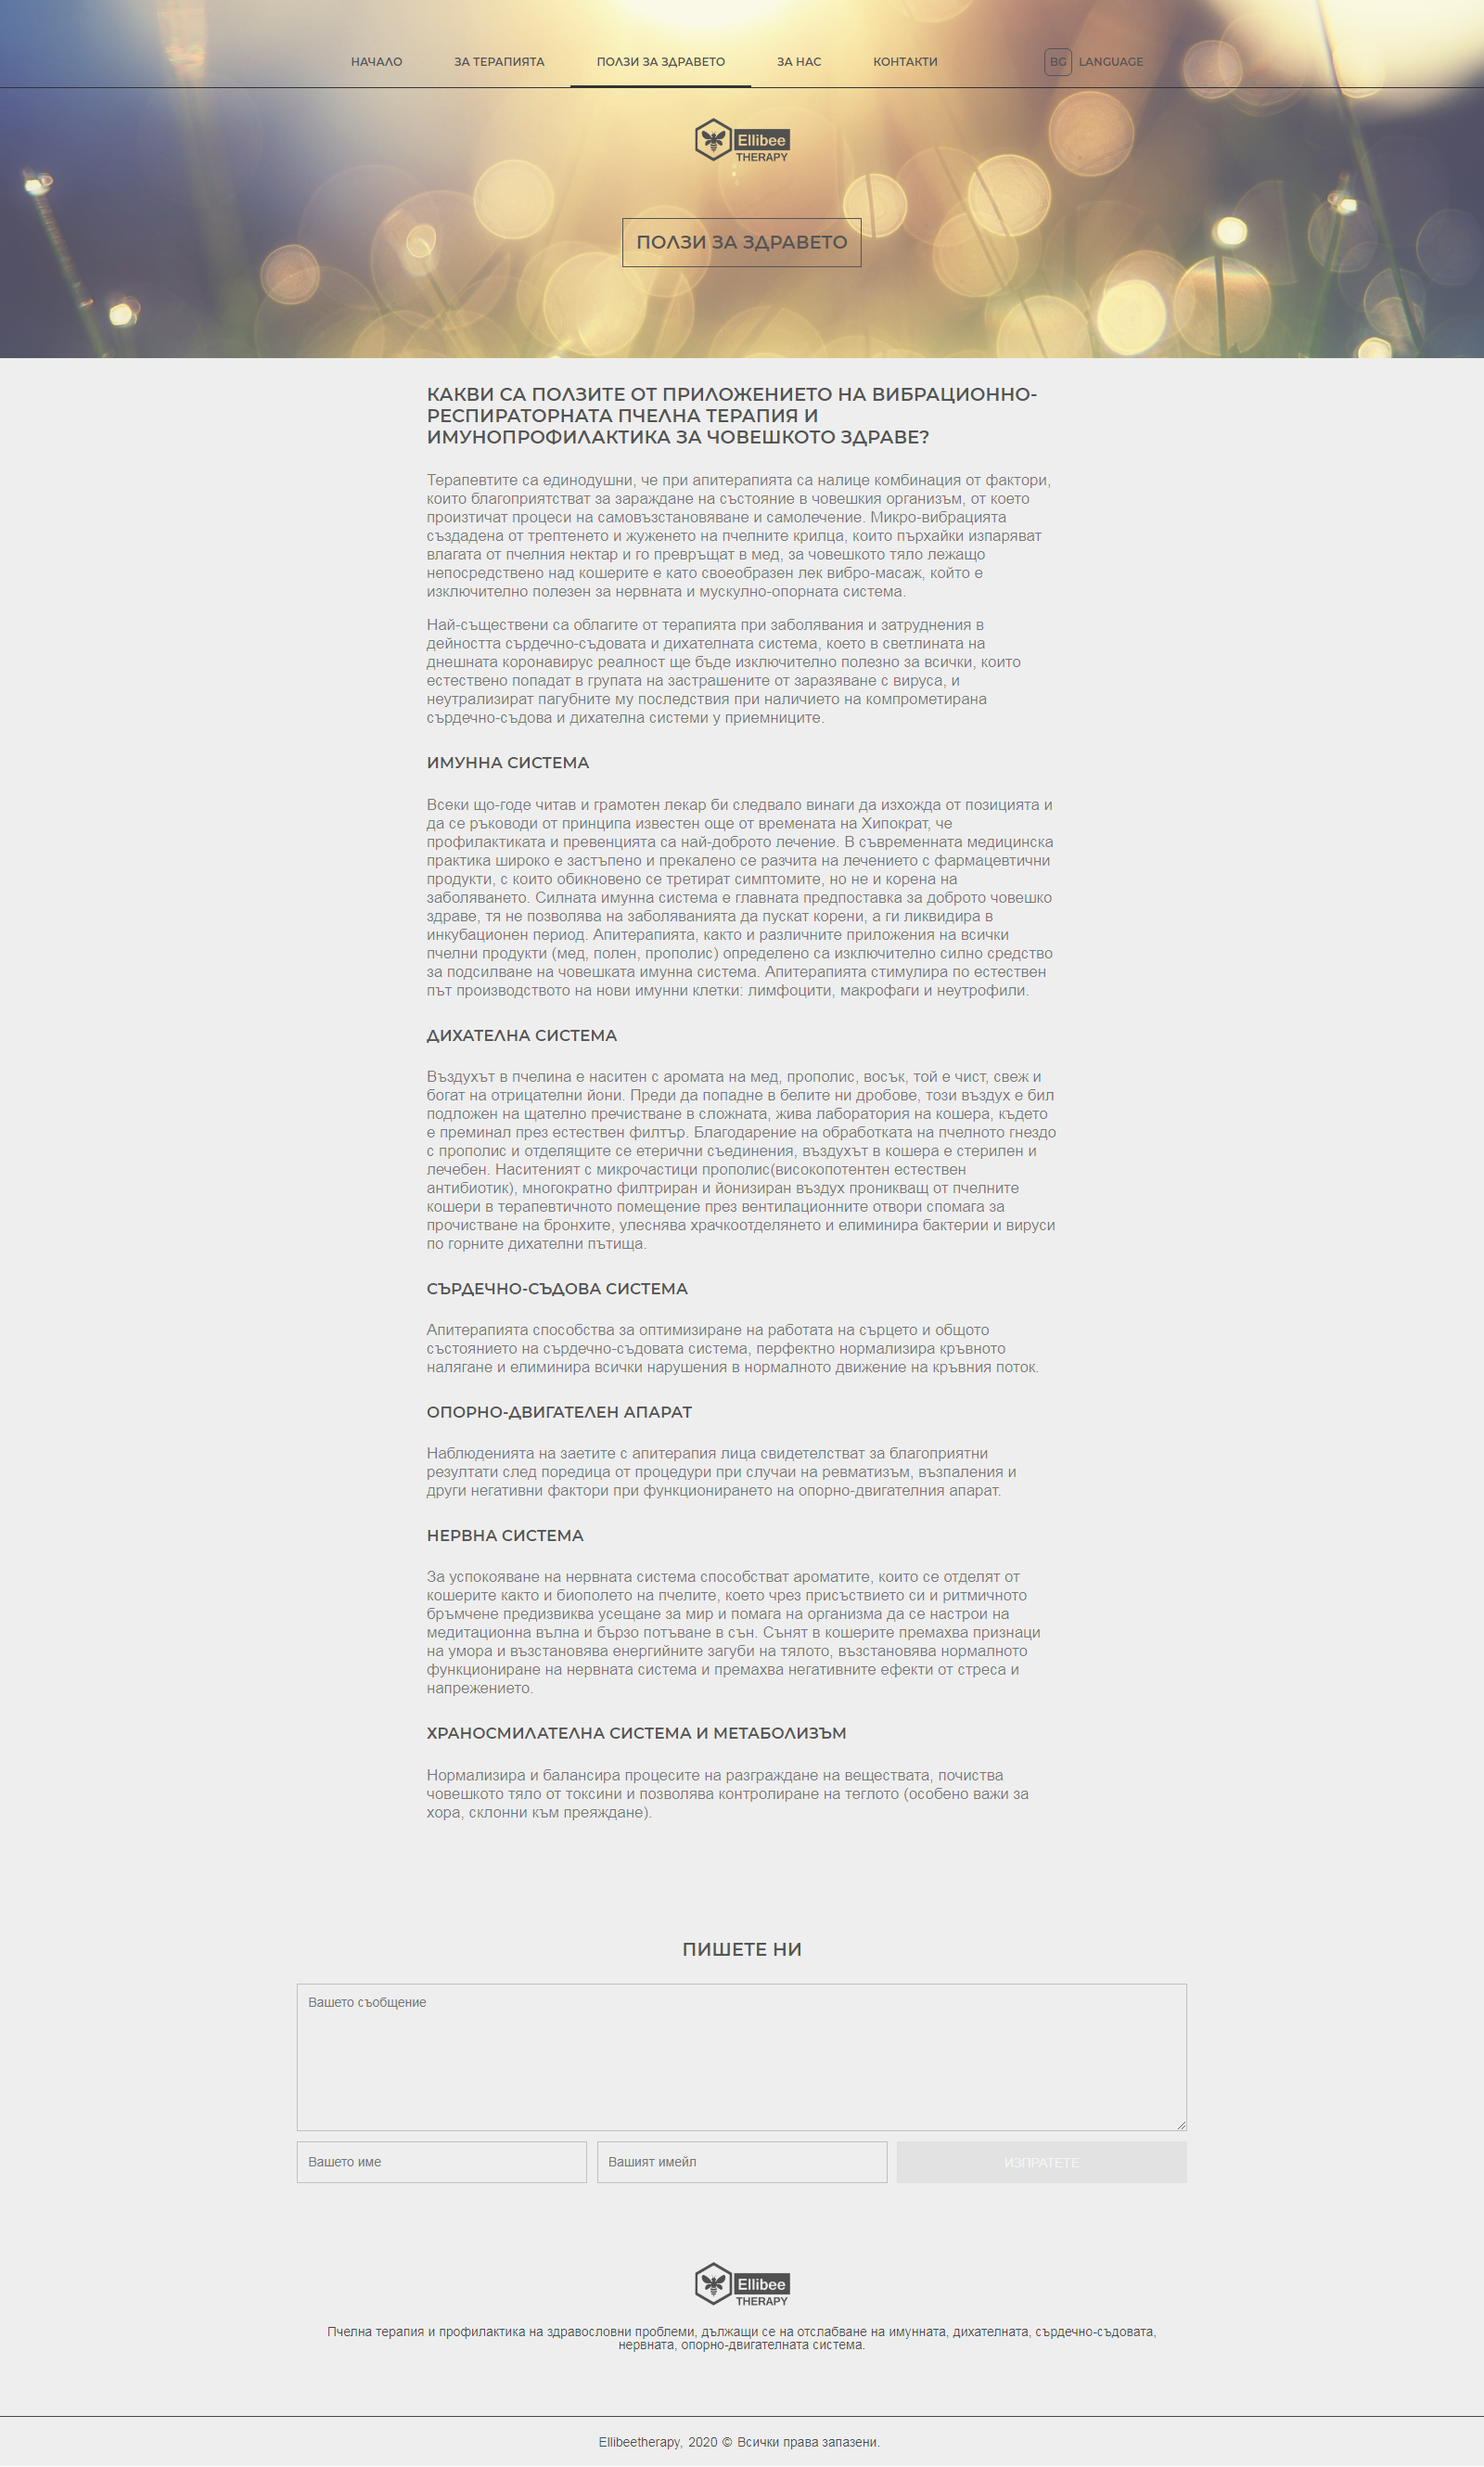 НАЧАЛО ЗА ТЕРАПИЯТА ПОЛЗИ ЗА ЗДРАВЕТО ЗА НАС КОНТАКТИ BG LANGUAGE
Ellibee
THERAPY
ПОЛЗИ ЗА ЗДРАВЕТО
КАКВИ СА ПОЛЗИТЕ ОТ ПРИЛОЖЕНИЕТО НА ВИБРАЦИОННО-
РЕСПИРАТОРНАТА ПЧЕЛНА ТЕРАПИЯ И
ИМУНОПРОФИЛАКТИКА ЗА ЧОВЕШКОТО ЗДРАВЕ?
Терапевтите са единодушни, че при апитерапията са налице комбинация от фактори,
които благоприятстват за зараждане на състояние в човешкия организъм, от което
произтичат процеси на самовъзстановяване и самолечение. Микро-вибрацията
създадена от трептенето и жуженето на пчелните крилца, които пърхайки изпаряват
влагата от пчелния нектар и го превръщат в мед, за човешкото тяло лежащо
непосредствено над кошерите е като своеобразен лек вибро-масаж, който е
изключително полезен за нервната и мускулно-опорната система.
Най-съществени са облагите от терапията при заболявания и затруднения в
дейността сърдечно-съдовата и дихателната система, което в светлината на
днешната коронавирус реалност ще бъде изключително полезно за всички, които
естествено попадат в групата на застрашените от заразяване с вируса, и
неутрализират пагубните му последствия при наличието на компрометирана
сърдечно-съдова и дихателна системи у приемниците.
ИМУННА СИСТЕМА
Всеки що-годе читав и грамотен лекар би следвало винаги да изхожда от позицията и
да се ръководи от принципа известен още от времената на Хипократ, че
профилактиката и превенцията са най-доброто лечение. В съвременната медицинска
практика широко е застъпено и прекалено се разчита на лечението с фармацевтични
продукти, с които обикновено се третират симптомите, но не и корена на
заболяването. Силната имунна система е главната предпоставка за доброто човешко
здраве, тя не позволява на заболяванията да пускат корени, а ги ликвидира в
инкубационен период. Апитерапията, както и различните приложения на всички
пчелни продукти (мед, полен, прополис) определено са изключително силно средство
за подсилване на човешката имунна система. Апитерапията стимулира по естествен
път производството на нови имунни клетки: лимфоцити, макрофаги и неутрофили.
ДИХАТЕЛНА СИСТЕМА
Въздухът в пчелина е наситен с аромата на мед, прополис, восък, той е чист, свеж и
богат на отрицателни йони. Преди да попадне в белите ни дробове, този въздух е бил
подложен на щателно пречистване в сложната, жива лаборатория на кошера, където
е преминал през естествен филтър. Благодарение на обработката на пчелното гнездо
с прополис и отделящите се етерични съединения, въздухът в кошера е стерилен и
лечебен. Наситеният с микрочастици прополис(високопотентен естествен
антибиотик), многократно филтриран и йонизиран въздух проникващ от пчелните
кошери в терапевтичното помещение през вентилационните отвори спомага за
прочистване на бронхите, улеснява храчкоотделянето и елиминира бактерии и вируси
по горните дихателни пътища.
СЪРДЕЧНО-СЪДОВА СИСТЕМА
Апитерапията способства за оптимизиране на работата на сърцето и общото
състоянието на сърдечно-съдовата система, перфектно нормализира кръвното
налягане и елиминира всички нарушения в нормалното движение на кръвния поток.
ОПОРНО-ДВИГАТЕЛЕН АПАРАТ
Наблюденията на заетите с апитерапия лица свидетелстват за благоприятни
резултати след поредица от процедури при случаи на ревматизъм, възпаления и
други негативни фактори при функционирането на опорно-двигателния апарат.
НЕРВНА СИСТЕМА
За успокояване на нервната система способстват ароматите, които се отделят от
кошерите както и биополето на пчелите, което чрез присъствието си и ритмичното
бръмчене предизвиква усещане за мир и помага на организма да се настрои на
медитационна вълна и бързо потъване в сън. Сънят в кошерите премахва признаци
на умора и възстановява енергийните загуби на тялото, възстановява нормалното
функциониране на нервната система и премахва негативните ефекти от стреса и
напрежението.
ХРАНОСМИЛАТЕЛНА СИСТЕМА И МЕТАБОЛИЗЪМ
Нормализира и балансира процесите на разграждане на веществата, почиства
човешкото тяло от токсини и позволява контролиране на теглото (особено важи за
хора, склонни към преяждане).
ПИШЕТЕ НИ
Вашето съобщение
Вашето име Вашият имейл ИЗПРАТЕТЕ
Ellibee
THERAPY
Пчелна терапия и профилактика на здравословни проблеми, дължащи се на отслабване на имунната, дихателната, сърдечно-съдовата,
нервната, опорно-двигателната система.
Ellibeetherapy, 2020 © Всички права запазени.